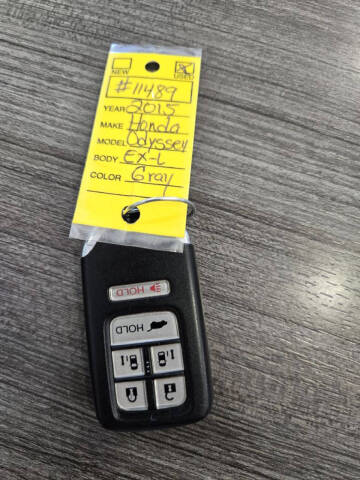 NEW USED
#11489
YEAR 2015
MAKE Honda
MODEL Odyssey
BODY EX-L
COLOR Gray
HOLD
HOLD